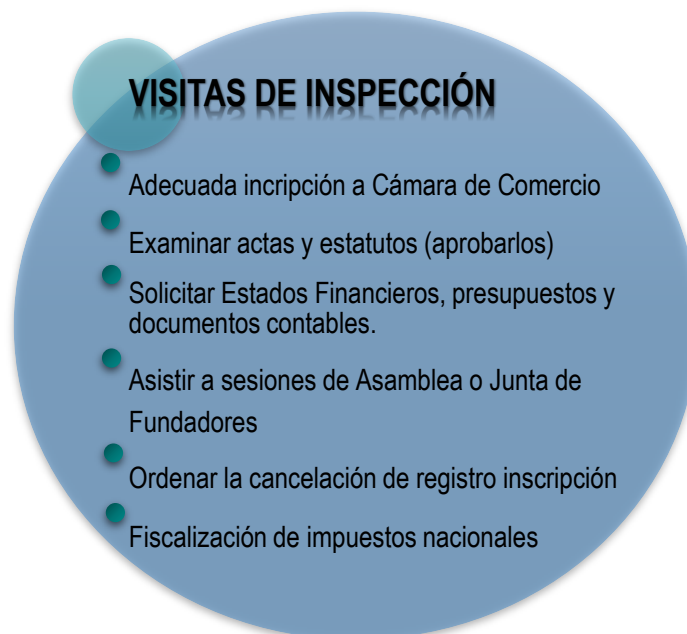 VISITAS DE INSPECCIÓN
Adecuada incripción a Cámara de Comercio
Examinar actas y estatutos (aprobarlos)
Solicitar Estados Financieros, presupuestos y
documentos contables.
Asistir a sesiones de Asamblea o Junta de
Fundadores
Ordenar la cancelación de registro inscripción
Fiscalización de impuestos nacionales